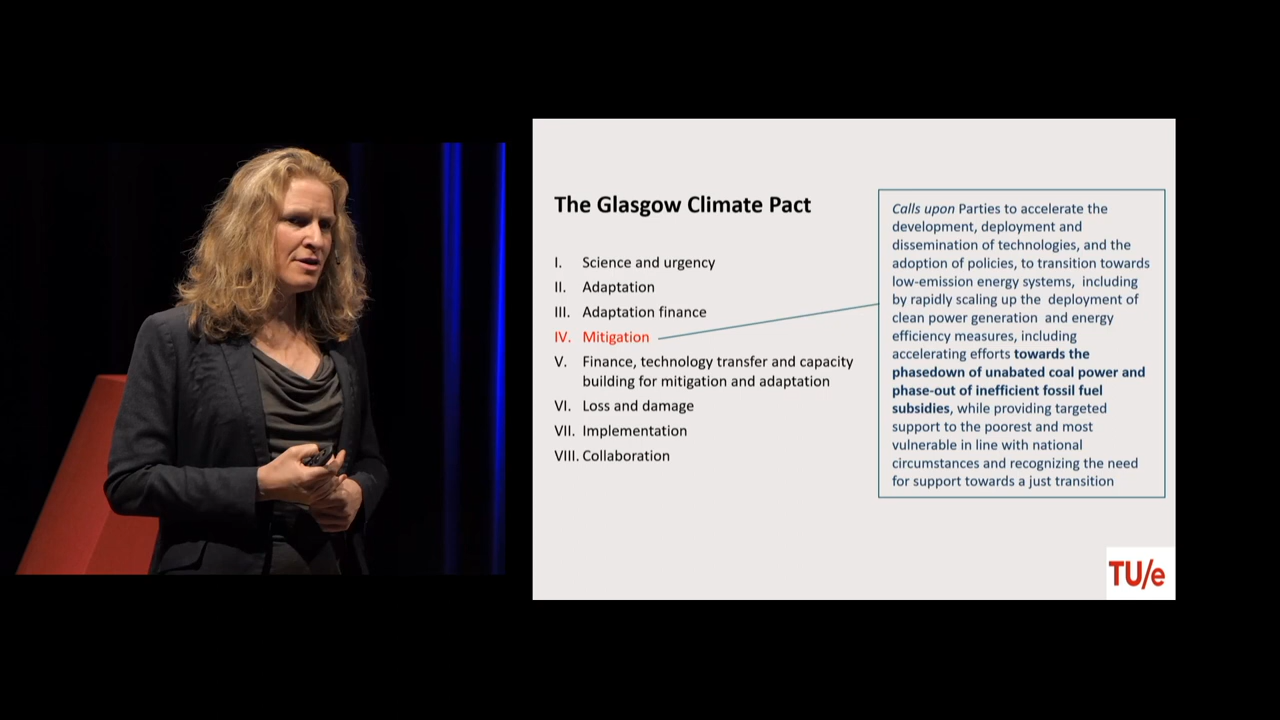 The Glasgow Climate Pact
I. Science and urgency
II. Adaptation
III. Adaptation finance
IV. Mitigation
V. Finance, technology transfer and capacity
building for mitigation and adaptation
VI. Loss and damage
VII. Implementation
VIII. Collaboration
Calls upon Parties to accelerate the
development, deployment and
dissemination of technologies, and the
adoption of policies, to transition towards
low-emission energy systems, including
by rapidly scaling up the deployment of
clean power generation and energy
efficiency measures, including
accelerating efforts towards the
phasedown of unabated coal power and
phase-out of inefficient fossil fuel
subsidies, while providing targeted
support to the poorest and most
vulnerable in line with national
circumstances and recognizing the need
for support towards a just transition
TU/e